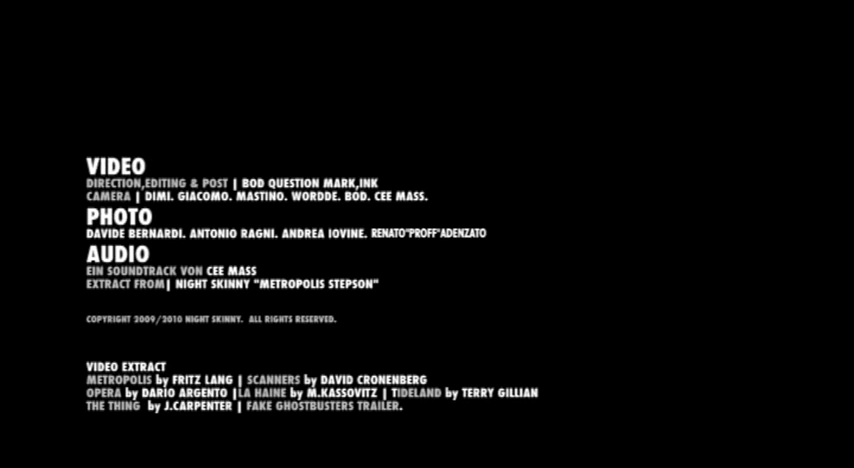 VIDEO
DIRECTION,EDITING & POST | BOD QUESTION MARK,INK
CAMERA | DIMI. GIACOMO. MASTINO. WORDDE. BOD. CEE MASS.
PHOTO
DAVIDE BERNARDI. ANTONIO RAGNI. ANDREA IOVINE. RENATO"PROFF"ADENZATO
AUDIO
EIN SOUNDTRACK VON CEE MASS
EXTRACT FROM| NIGHT SKINNY "METROPOLIS STEPSON"
COPYRIGHT 2009/2010 NIGHT SKINNY. ALL RIGHTS RESERVED.
VIDEO EXTRACT
METROPOLIS by FRITZ LANG | SCANNERS by DAVID CRONENBERG
OPERA by DARIO ARGENTO |LA HAINE by M.KASSOVITZ | TIDELAND by TERRY GILLIAN
THE THING by J.CARPENTER | FAKE GHOSTBUSTERS TRAILER.